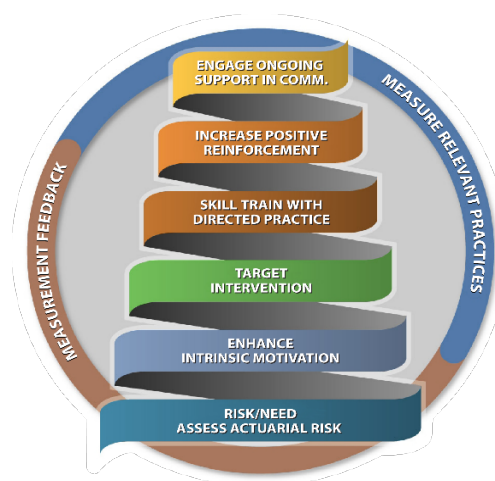 ENGAGE ONGOING
SUPPORT IN COMM.
INCREASE POSITIVE
REINFORCEMENT
SKILL TRAIN WITH
DIRECTED PRACTICE
TARGET
INTERVENTION
ENHANCE
INTRINSIC MOTIVATION
RISK/NEED
ASSESS ACTUARIAL RISK
MEASUREMENT FEEDBACK
MEASURE RELEVANT PRACTICES